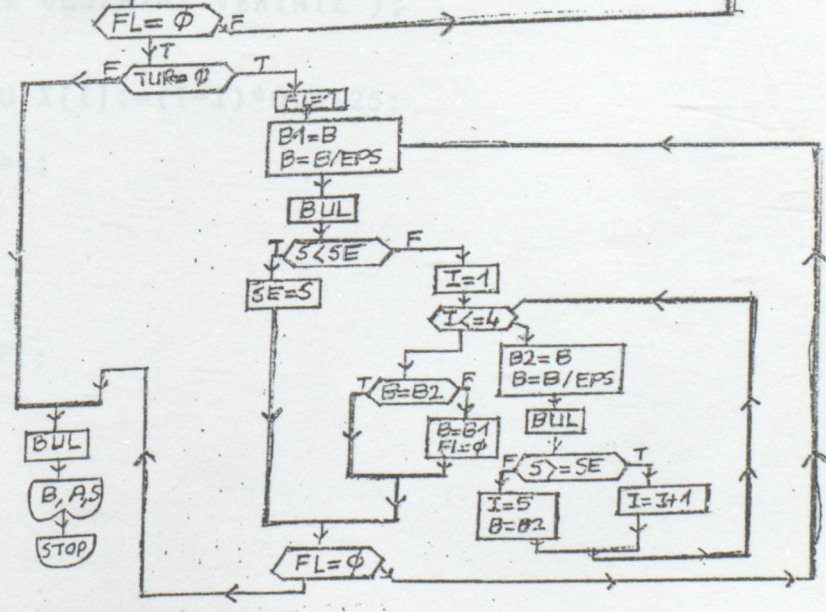 FL=Ø
F
T
F
TUR=Ø
T
FL=1
B1=B
B=B/EPS
BUL
T
S<SE
F
SE=S
I=1
I<=4
B2=B
B=B/EPS
T
B=B2
F
B=B1
FL=Ø
BUL
F
S>=SE
T
I=5
B=B2
I=I+1
BUL
B,A,S
STOP
FL=Ø